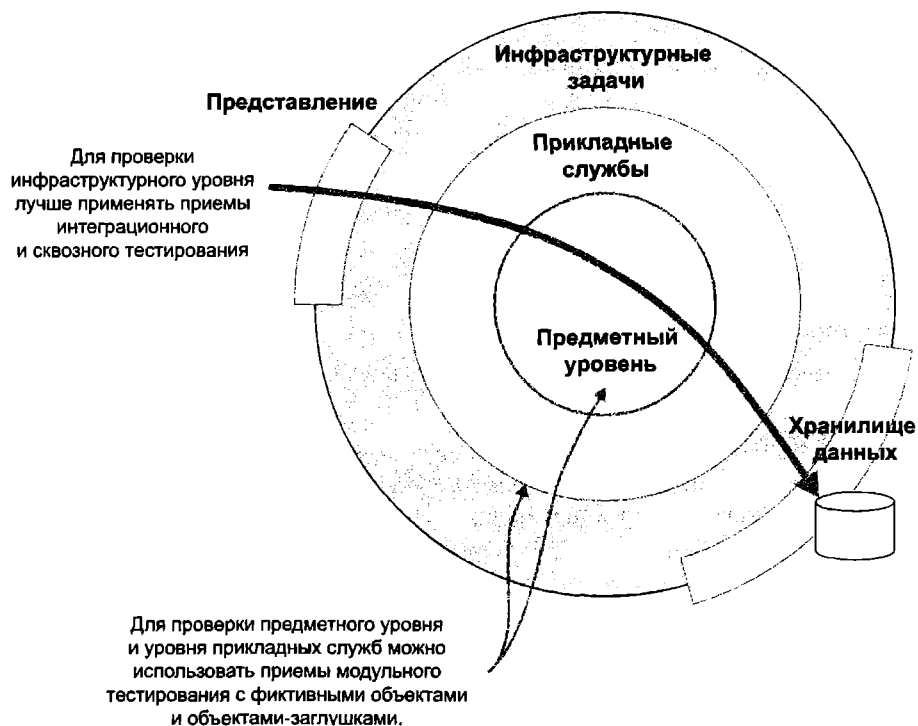 Инфраструктурные
задачи
Представление
Прикладные
службы
Для проверки
инфраструктурного уровня
лучше применять приемы
интеграционного
и сквозного тестирования
Предметный
уровень
Хранилище
данных
Для проверки предметного уровня
и уровня прикладных служб можно
использовать приемы модульного
тестирования с фиктивными объектами
и объектами-заглушками,